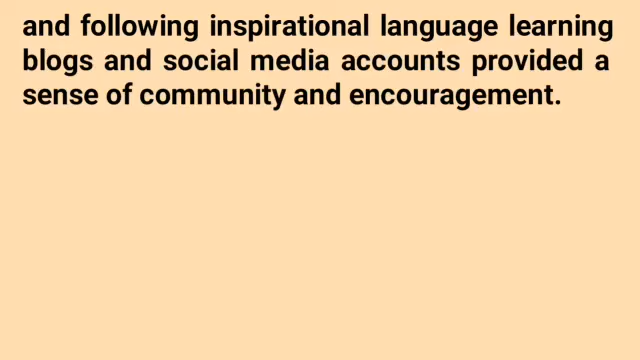 and following inspirational language learning
blogs and social media accounts provided a
sense of community and encouragement.